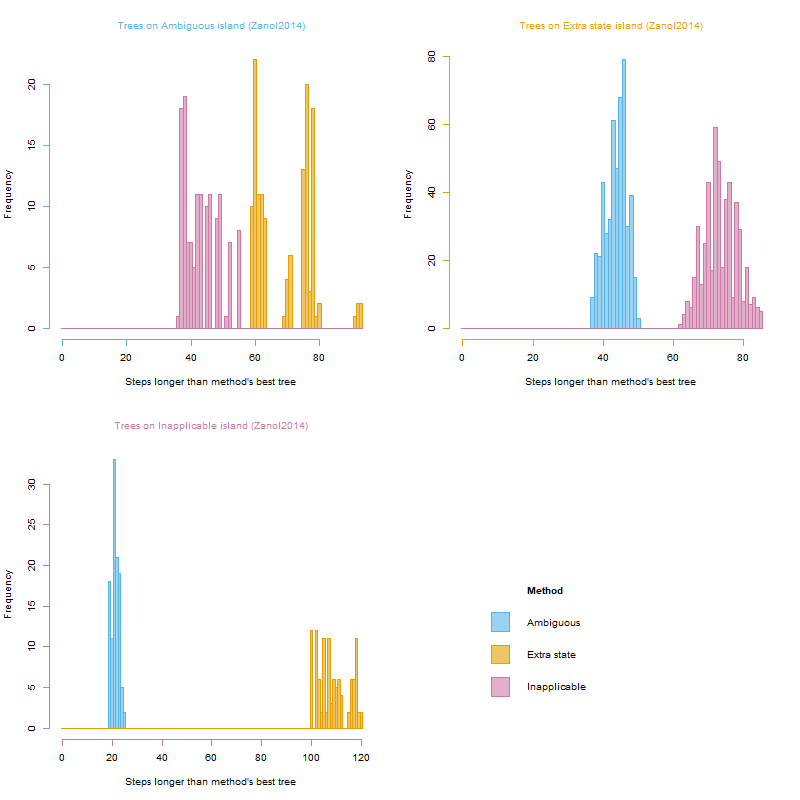 Trees on Ambiguous island (Zanol2014)
Frequency
0
5
10
15
20
0 20 40 60 80
Steps longer than method's best tree
Trees on Extra state island (Zanol2014)
Frequency
0
20
40
60
80
0 20 40 60 80
Steps longer than method's best tree
Trees on Inapplicable island (Zanol2014)
Frequency
0
5
10
15
20
25
30
0 20 40 60 80 100 120
Steps longer than method's best tree
Method
Ambiguous
Extra state
Inapplicable